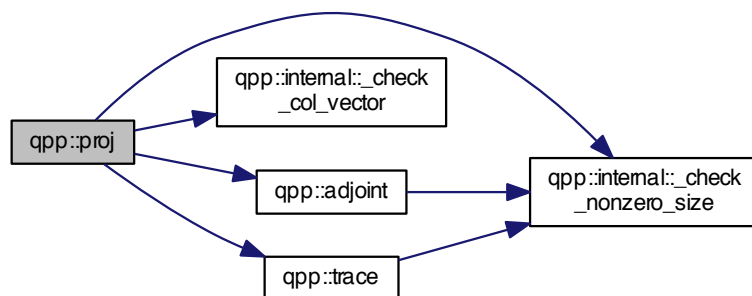 qpp::internal::_check
_col_vector
qpp::proj
qpp::adjoint
qpp::internal::_check
_nonzero_size
qpp::trace